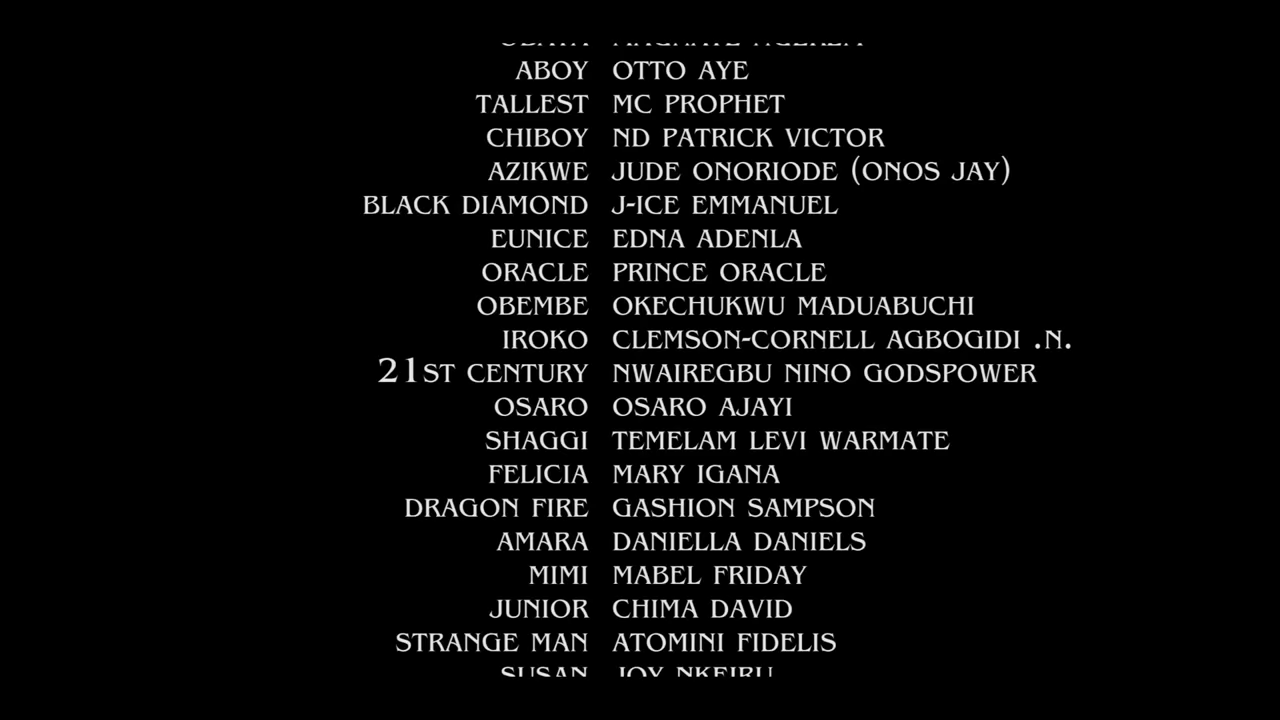 ABOY OTTO AYE
TALLEST MC PROPHET
CHIBOY ND PATRICK VICTOR
AZIKWE JUDE ONORIODE (ONOS JAY)
BLACK DIAMOND J-ICE EMMANUEL
EUNICE EDNA ADENLA
ORACLE PRINCE ORACLE
OBEMBE OKECHUKWU MADUABUCHI
IROKO CLEMSON-CORNELL AGBOGIDI .N.
21ST CENTURY NWAIREGBU NINO GODSPOWER
OSARO OSARO AJAYI
SHAGGI TEMELAM LEVI WARMATE
FELICIA MARY IGANA
DRAGON FIRE GASHION SAMPSON
AMARA DANIELLA DANIELS
MIMI MABEL FRIDAY
JUNIOR CHIMA DAVID
STRANGE MAN ATOMINI FIDELIS
SUSAN JOY NKEIRU